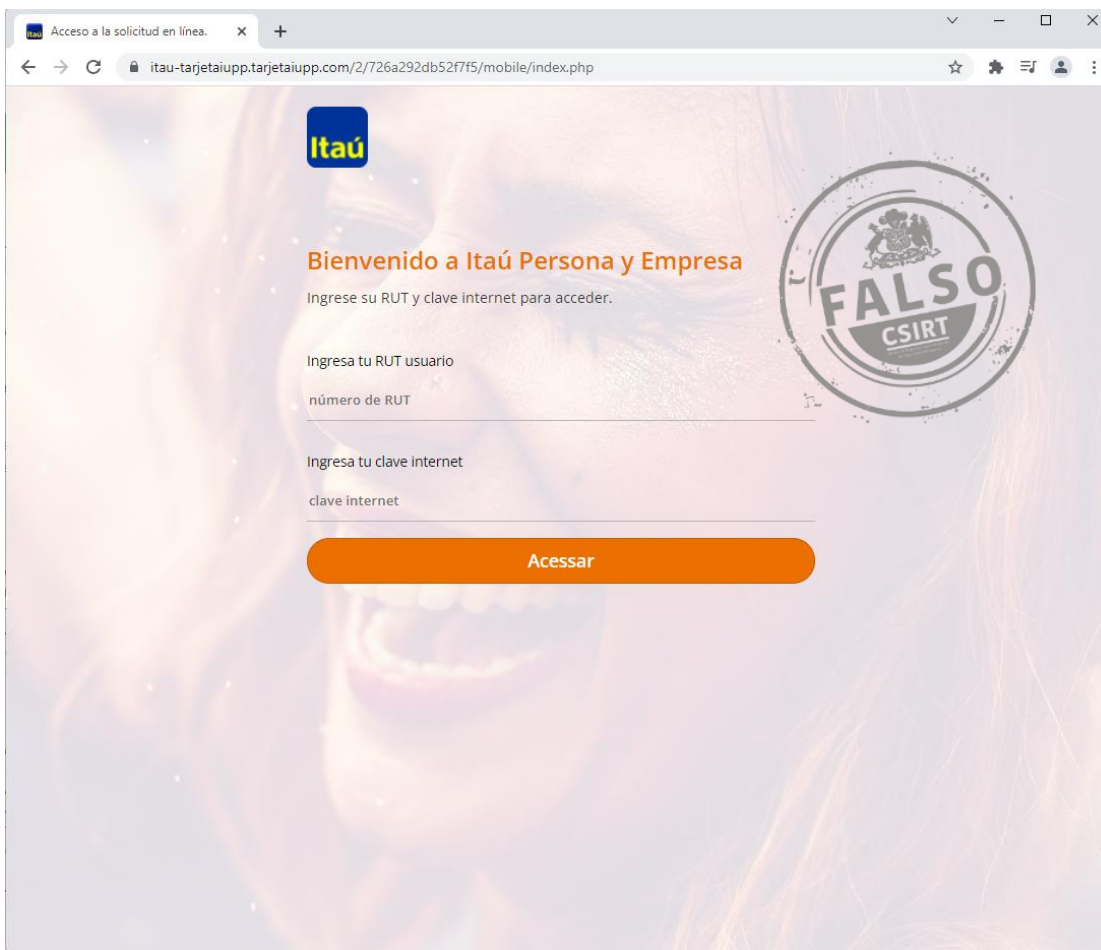 Acceso a la solicitud en línea.
itau-tarjetaiupp.tarjetaiupp.com/2/726a292db52f7f5/mobile/index.php
Itaú
Bienvenido a Itaú Persona y Empresa
Ingrese su RUT y clave internet para acceder.
FALSO
CSIRT
Ingresa tu RUT usuario
número de RUT
Ingresa tu clave internet
clave internet
Acessar